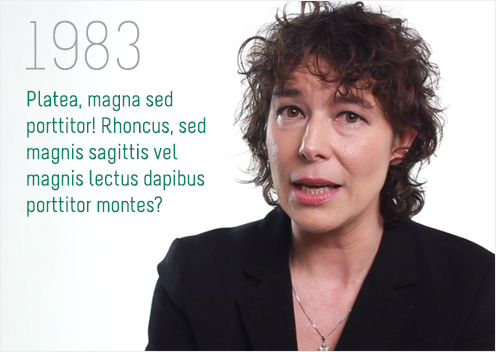 1983
Platea, magna sed
porttitor! Rhoncus, sed
magnis sagittis vel
magnis lectus dapibus
porttitor montes?